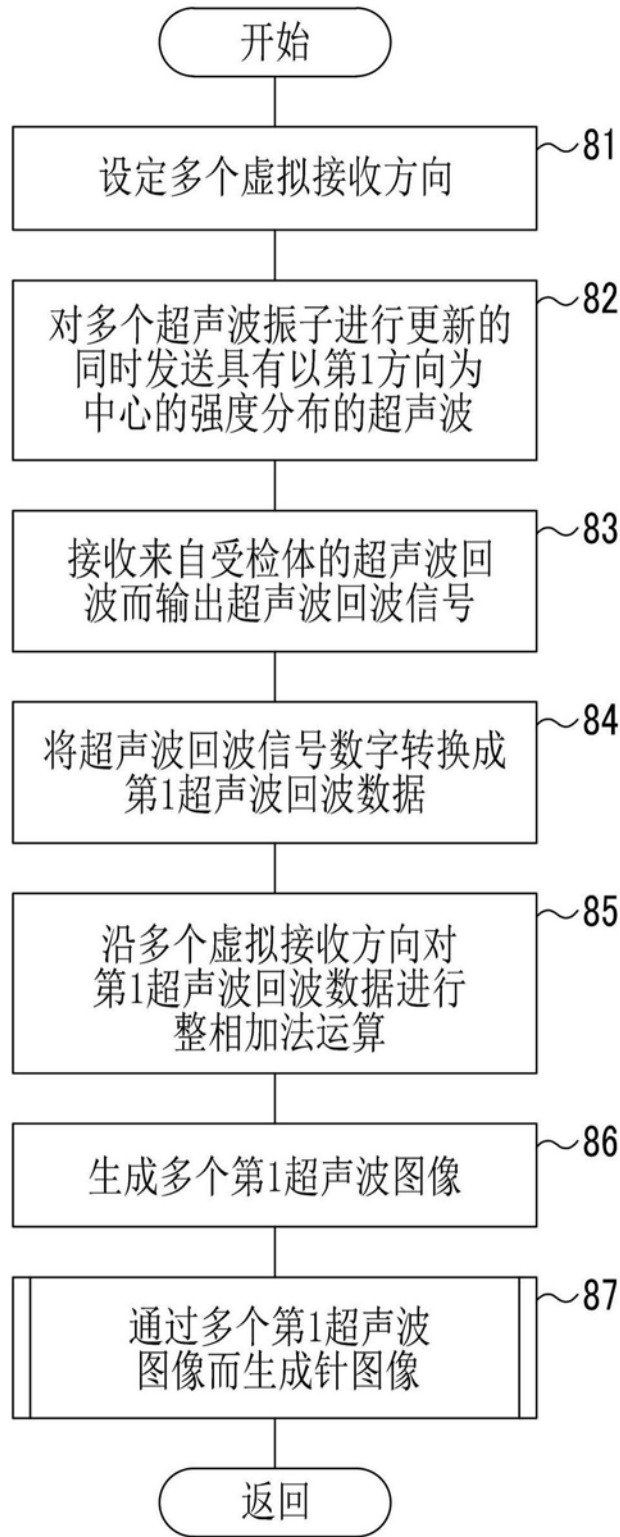 开始
81
设定多个虚拟接收方向
82
对多个超声波振子进行更新的
同时发送具有以第1方向为
中心的强度分布的超声波
83
接收来自受检体的超声波回
波而输出超声波回波信号
84
将超声波回波信号数字转换成
第1超声波回波数据
85
沿多个虚拟接收方向对
第1超声波回波数据进行
整相加法运算
86
生成多个第1超声波图像
87
通过多个第1超声波
图像而生成针图像
返回